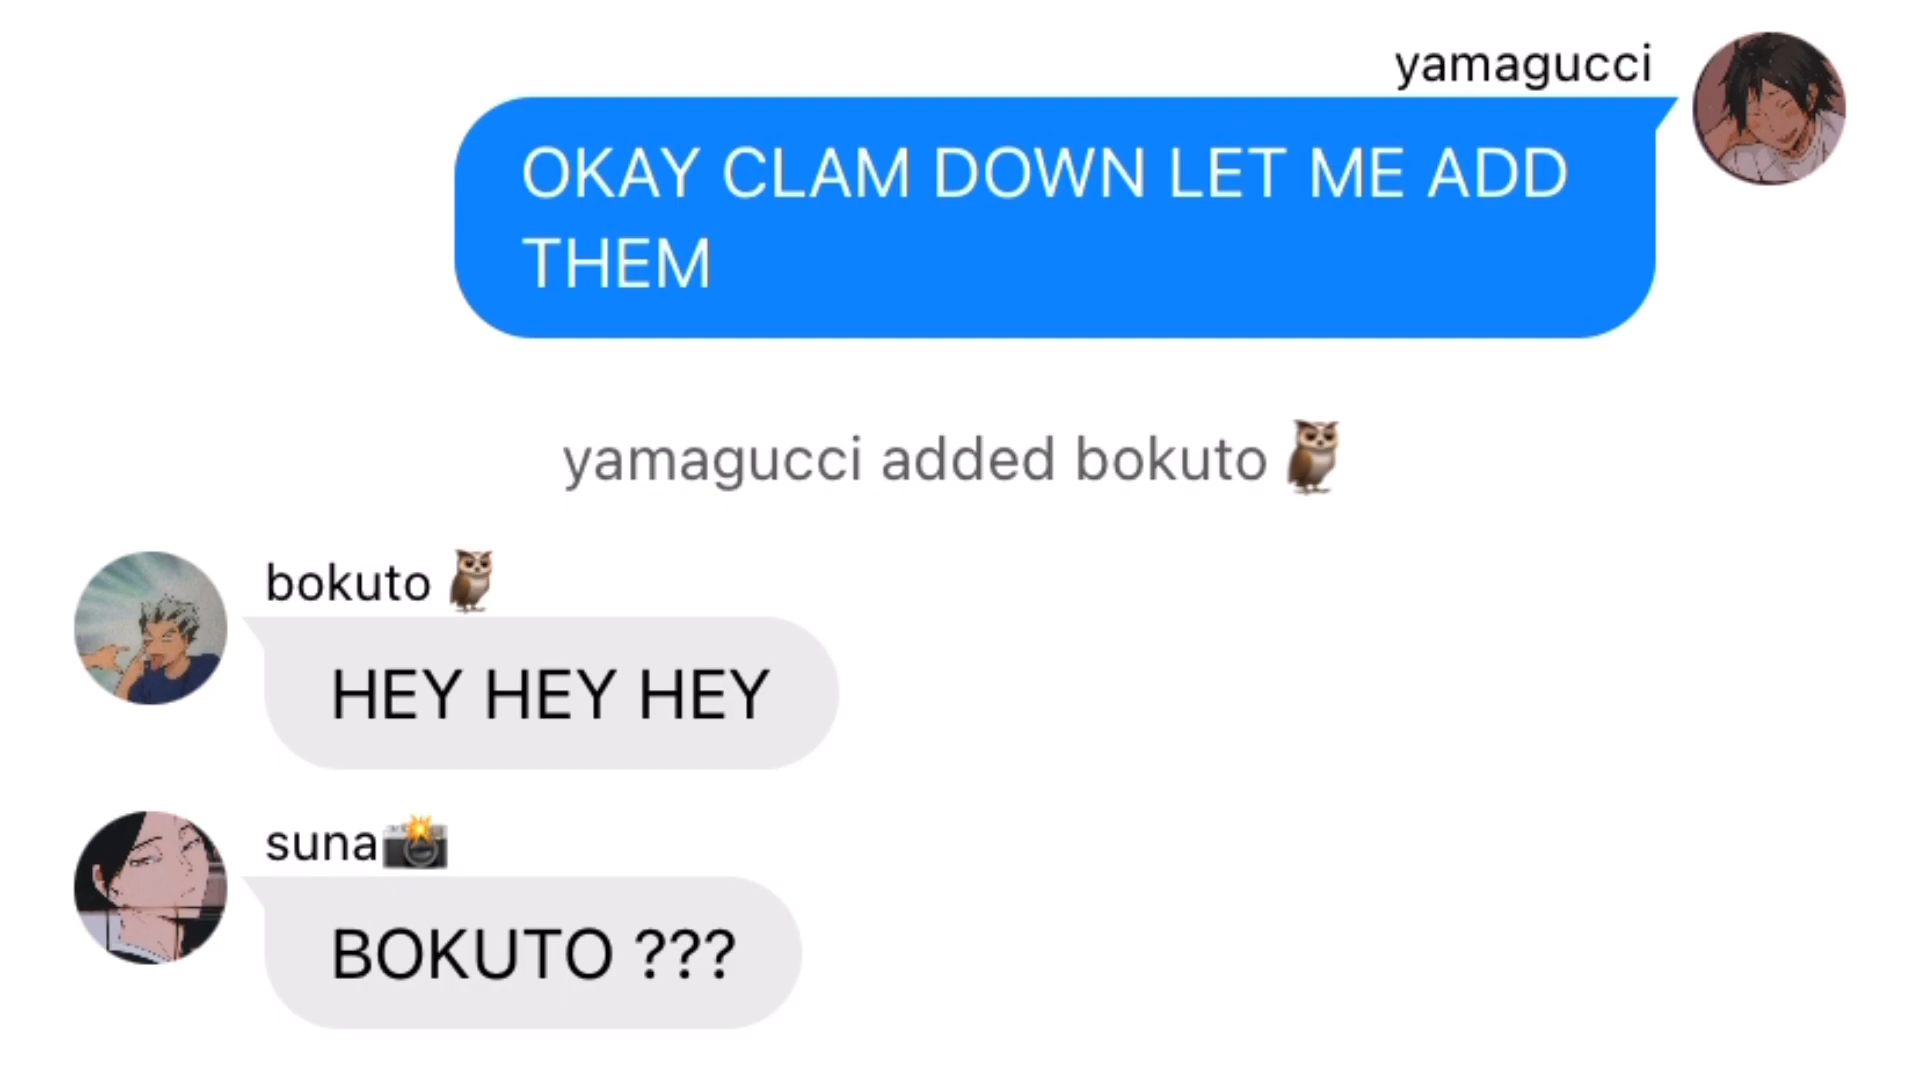 yamagucci
OKAY CLAM DOWN LET ME ADD
THEM
yamagucci added bokuto🦉
bokuto🦉
HEY HEY HEY
suna📸
BOKUTO ???